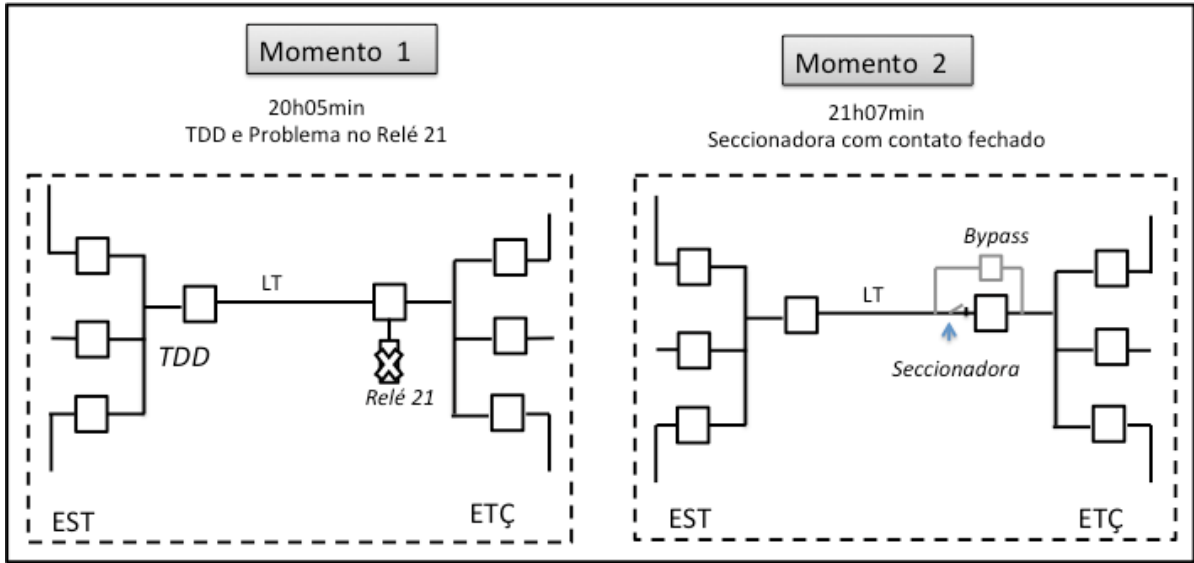 Momento 1
20h05min
TDD e Problema no Relé 21
LT
TDD
Relé 21
EST
ETÇ
Momento 2
21h07min
Seccionadora com contato fechado
Bypass
LT
Seccionadora
EST
ETÇ